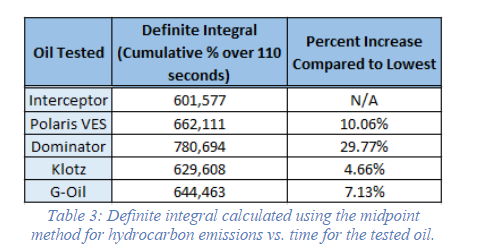 Oil Tested Definite Integral (Cumulative % over 110 seconds) Percent Increase Compared to Lowest
Interceptor 601,577 N/A
Polaris VES 662,111 10.06%
Dominator 780,694 29.77%
Klotz 629,608 4.66%
G-Oil 644,463 7.13%
Table 3: Definite integral calculated using the midpoint
method for hydrocarbon emissions vs. time for the tested oil.